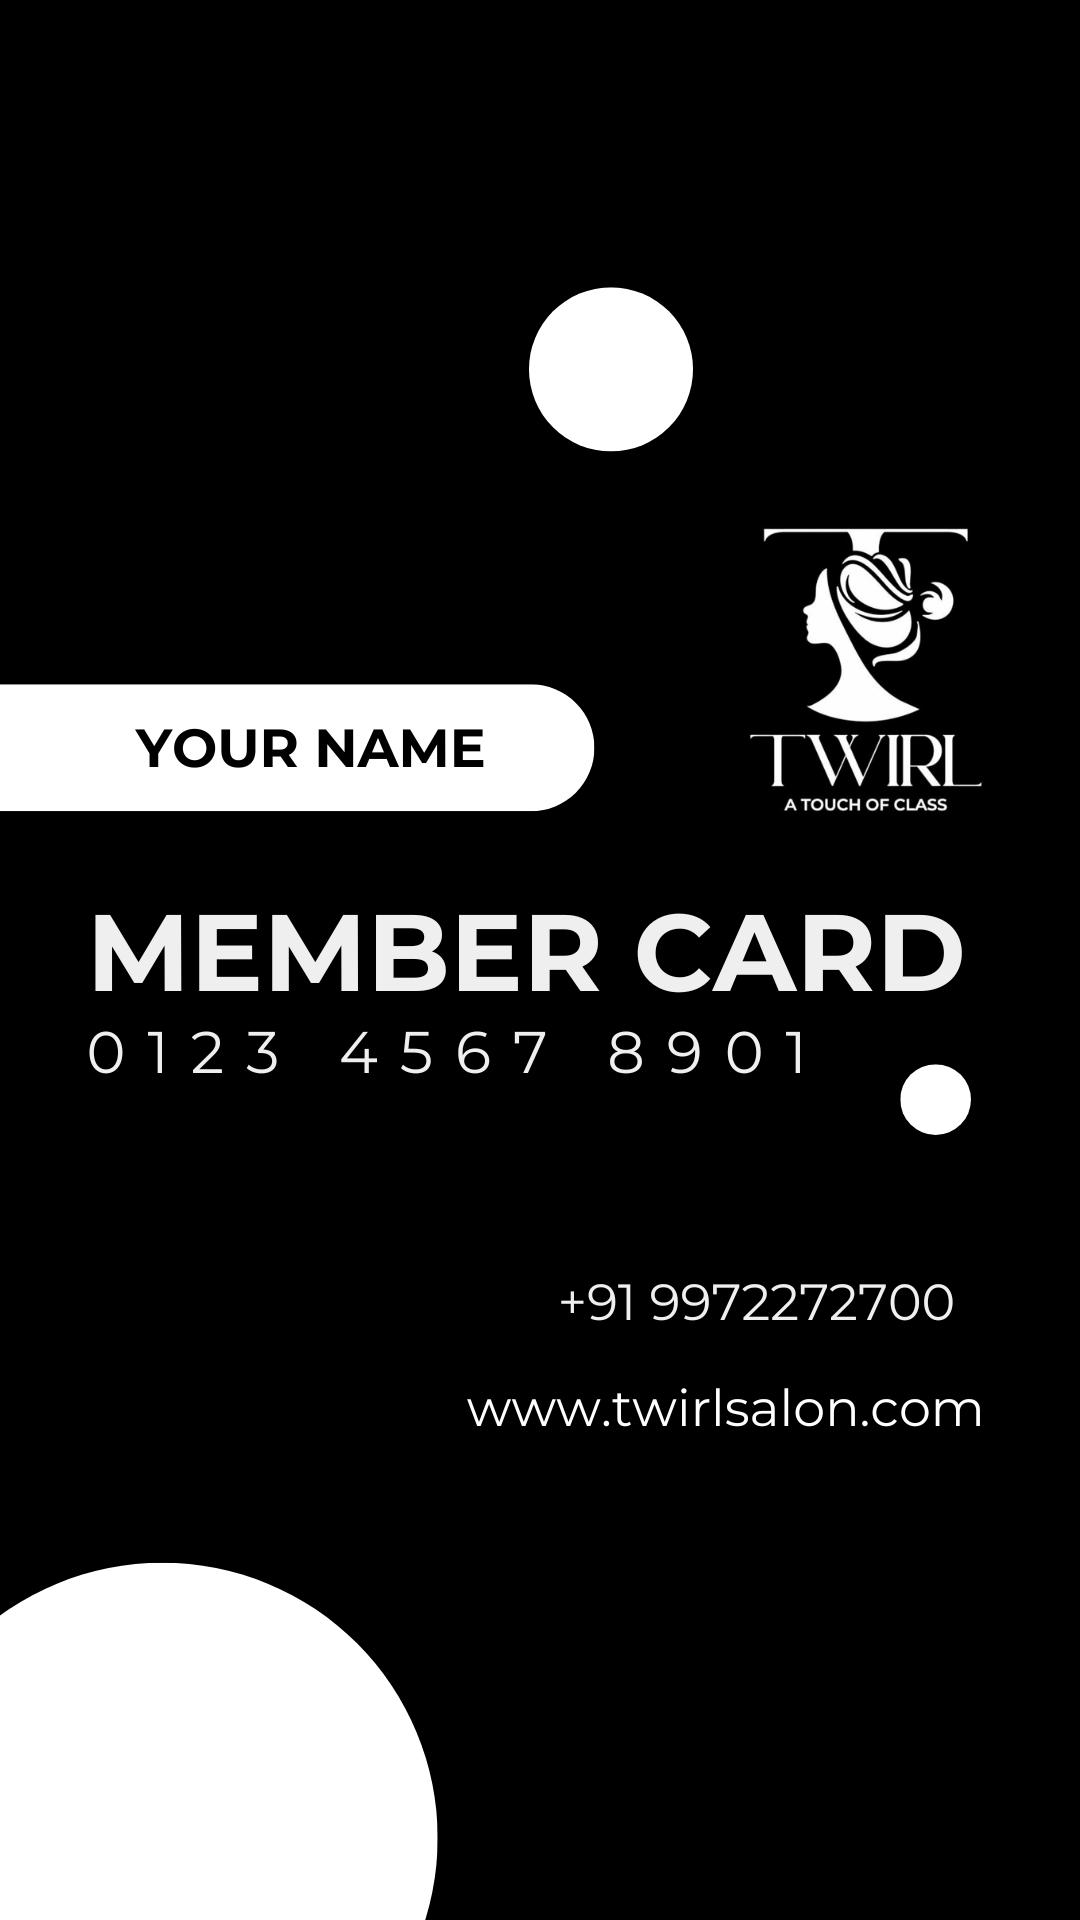 TWIRL
A TOUCH OF CLASS
YOUR NAME
MEMBER CARD
0123 4567 8901
+91 9972272700
www.twirlsalon.com